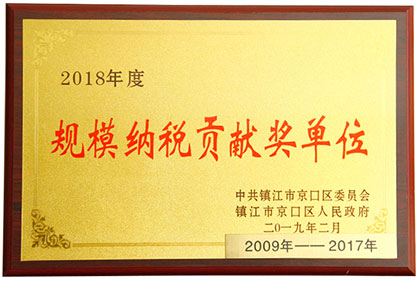 2018年度
规模纳税贡献奖单位
中共镇江市京口区委员会
镇江市京口区人民政府
二〇一九年二月
2009年——2017年